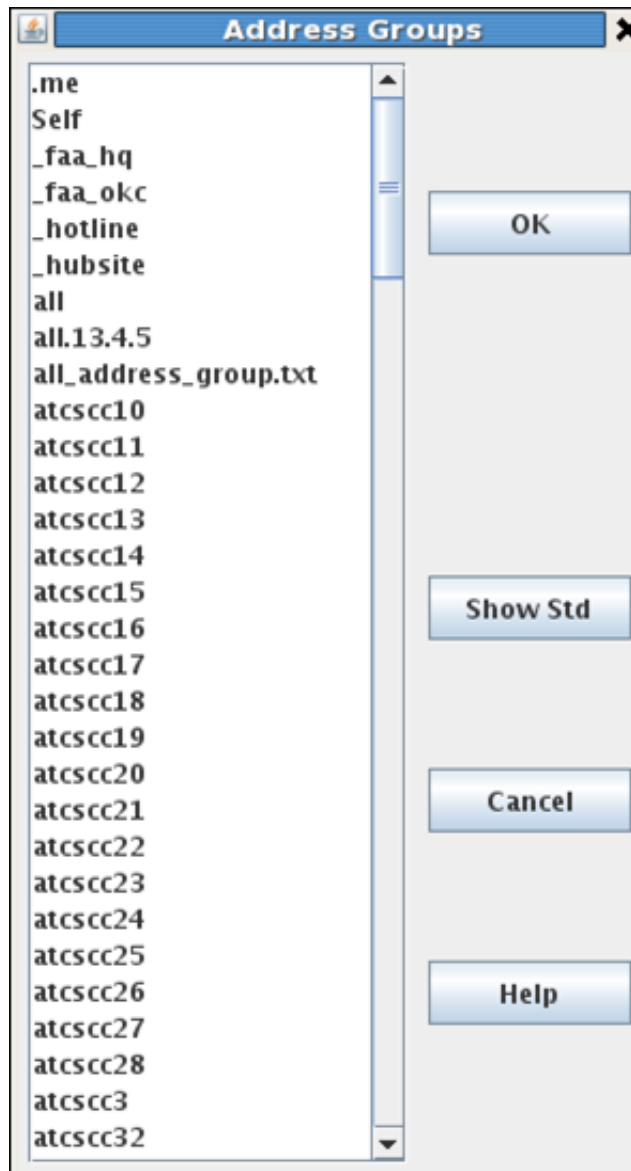 Address Groups
.me
Self
_faa_hq
_faa_okc
_hotline
_hubsite
all
all.13.4.5
all_address_group.txt
atcscc10
atcscc11
atcscc12
atcscc13
atcscc14
atcscc15
atcscc16
atcscc17
atcscc18
atcscc19
atcscc20
atcscc21
atcscc22
atcscc23
atcscc24
atcscc25
atcscc26
atcscc27
atcscc28
atcscc3
atcscc32
OK
Show Std
Cancel
Help